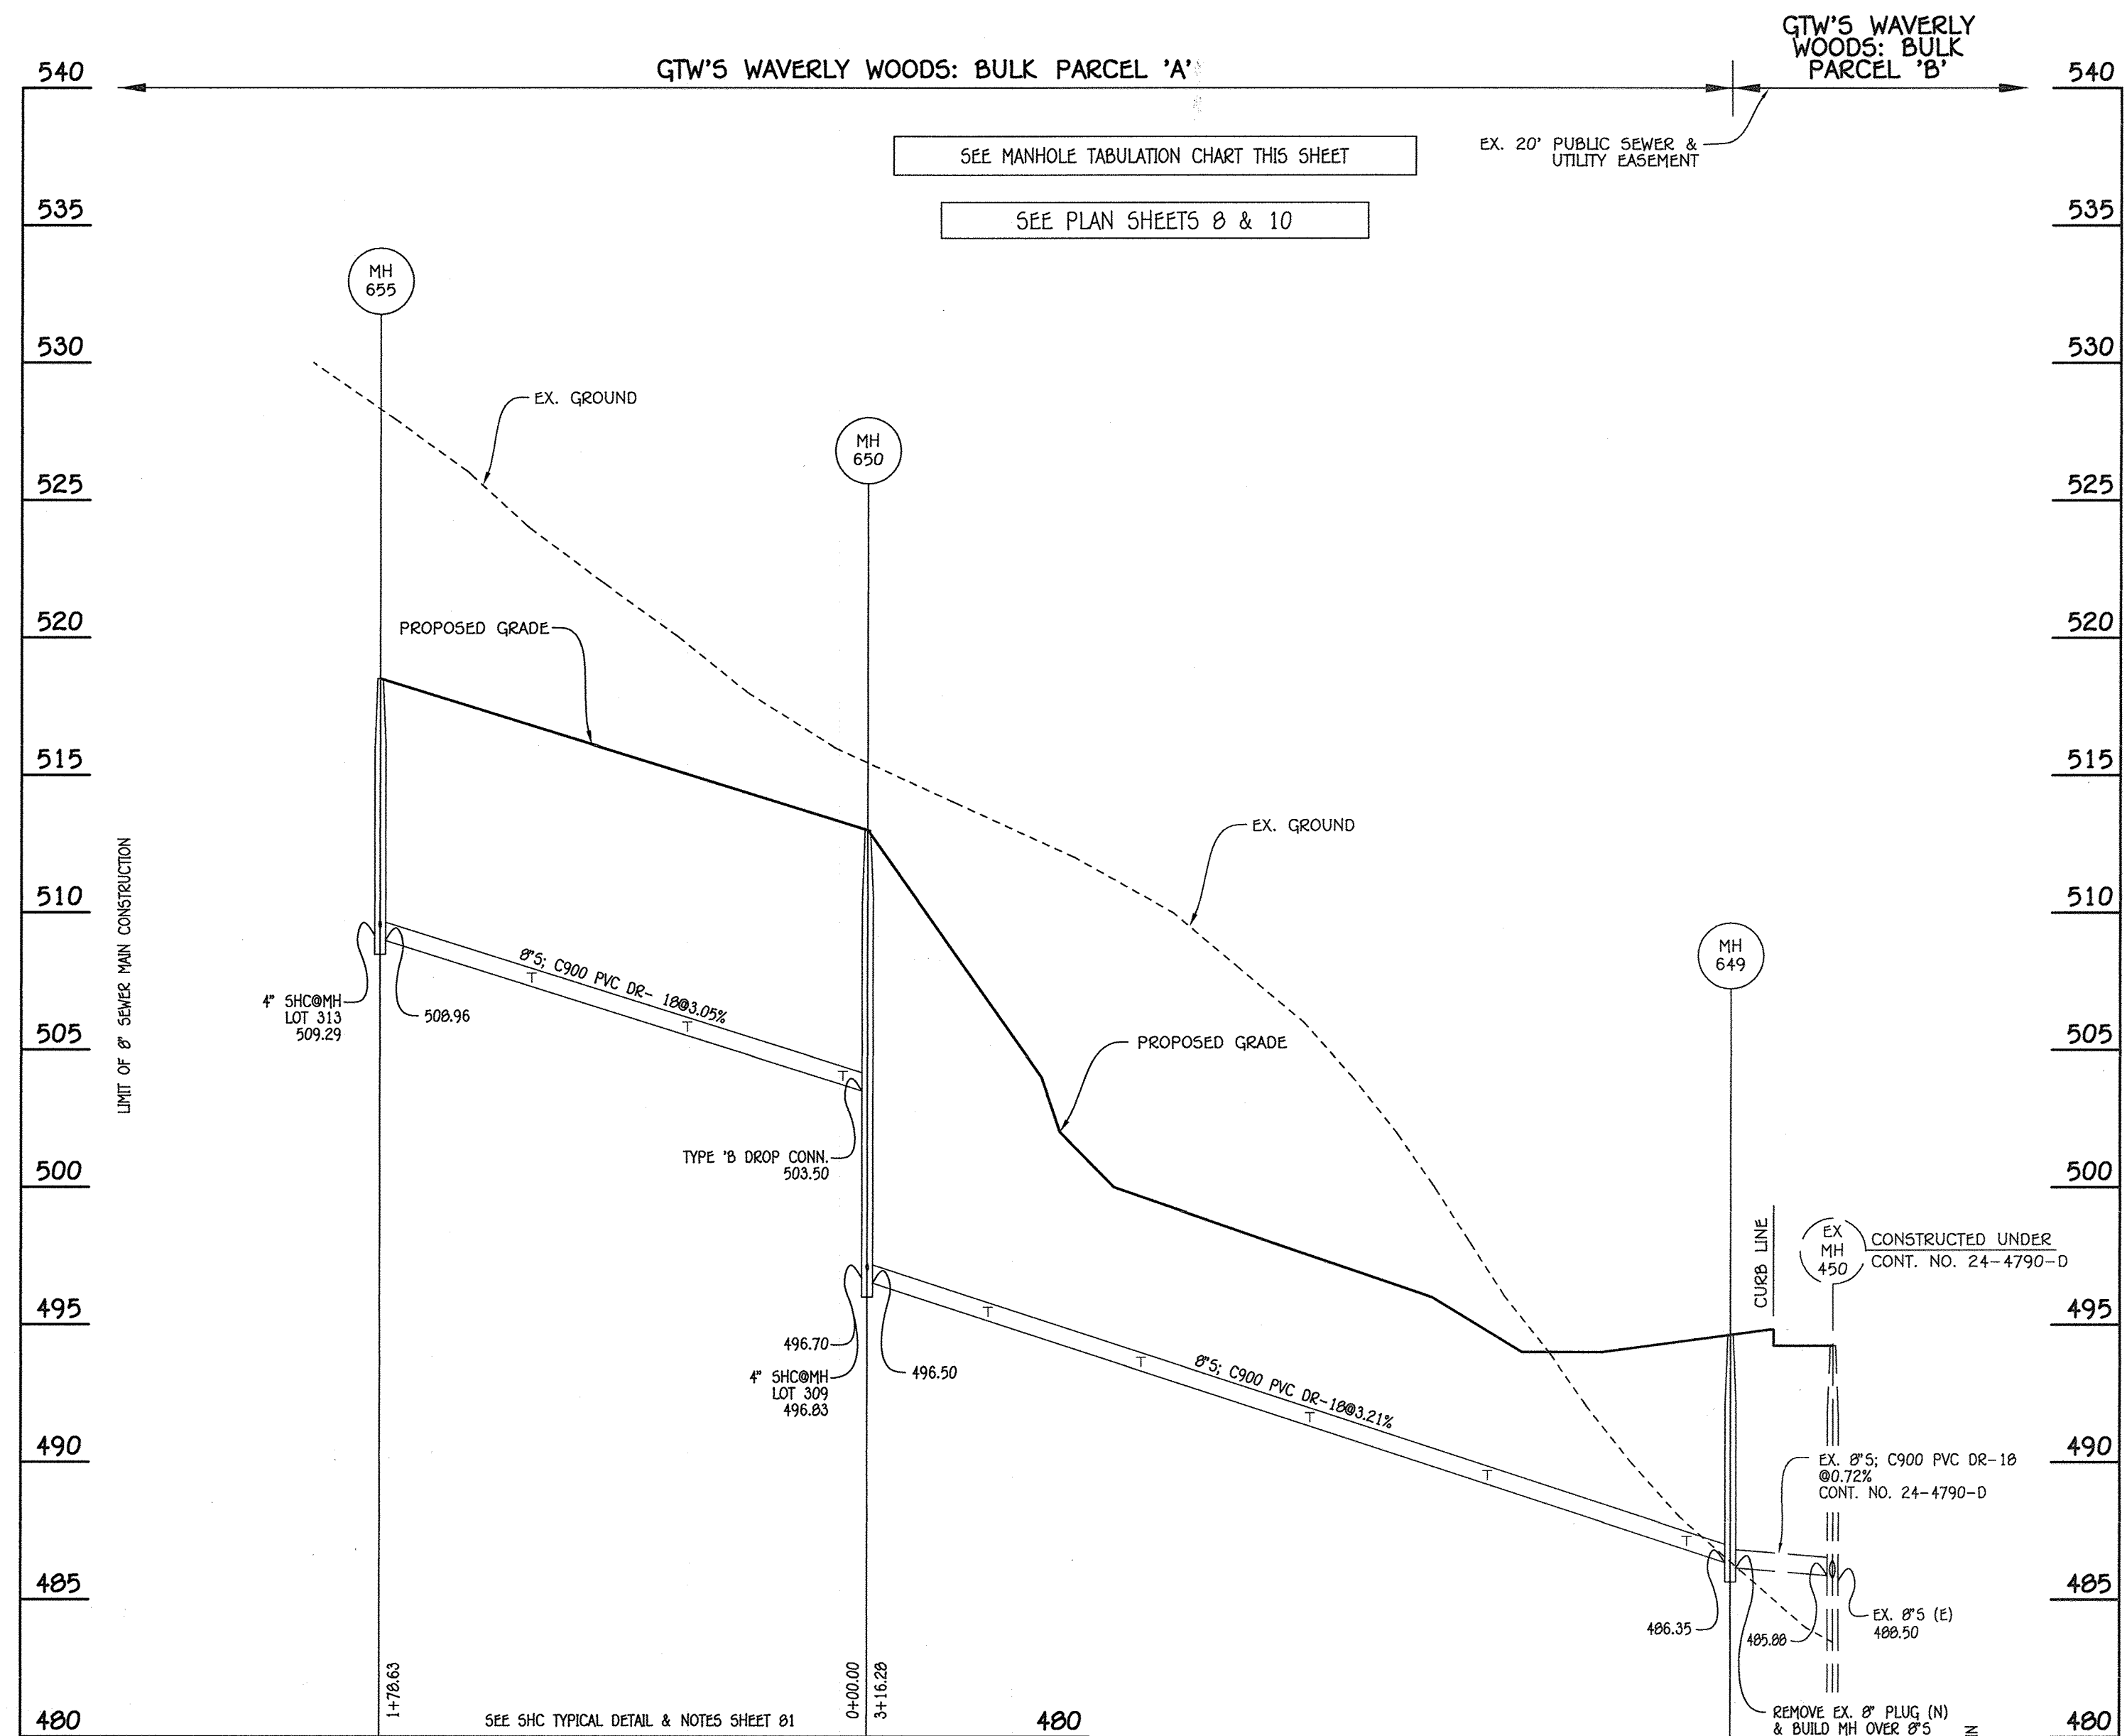 GTW'S WAVERLY WOODS: BULK PARCEL 'A'
GTW'S WAVERLY
WOODS: BULK
PARCEL 'B'
540
540
SEE MANHOLE TABULATION CHART THIS SHEET
EX. 20' PUBLIC SEWER &
UTILITY EASEMENT
535
535
SEE PLAN SHEETS 8 & 10
MH
655
530
530
EX. GROUND
MH
650
525
525
520
520
PROPOSED GRADE
515
515
EX. GROUND
510
510
LIMIT OF 8" SEWER MAIN CONSTRUCTION
MH
649
8"S; C900 PVC DR- 18@3.05%
4" SHC@MH
LOT 313
509.29
508.96
505
505
PROPOSED GRADE
TYPE 'B DROP CONN.
503.50
500
500
CURB LINE
EX
MH
450
CONSTRUCTED UNDER
CONT. NO. 24-4790-D
495
495
496.70
4" SHC@MH
LOT 309
496.83
496.50
8"S; C900 PVC DR-18@3.21%
490
490
EX. 8"S; C900 PVC DR-18
@0.72%
CONT. NO. 24-4790-D
485
485
486.35
485.88
EX. 8"S (E)
488.50
1+78.63
0+00.00
3+16.28
REMOVE EX. 8" PLUG (N)
& BUILD MH OVER 8"S
480
SEE SHC TYPICAL DETAIL & NOTES SHEET 81
480
480